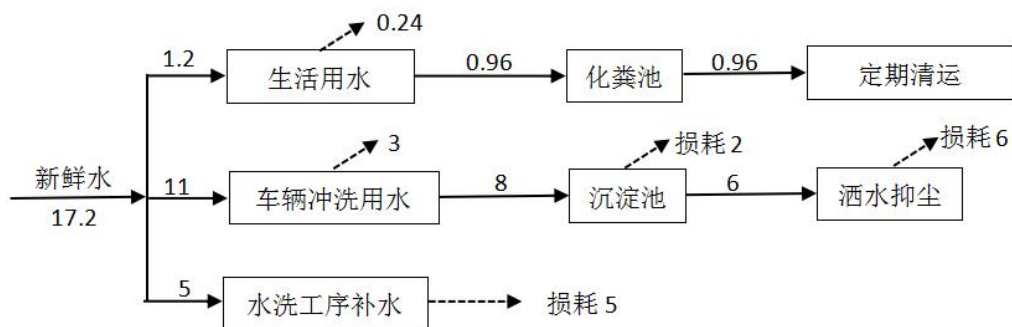 0.24
1.2
生活用水
0.96
化粪池
0.96
定期清运
新鲜水
17.2
3
损耗 2
损耗 6
11
车辆冲洗用水
8
沉淀池
6
洒水抑尘
5
水洗工序补水
损耗 5